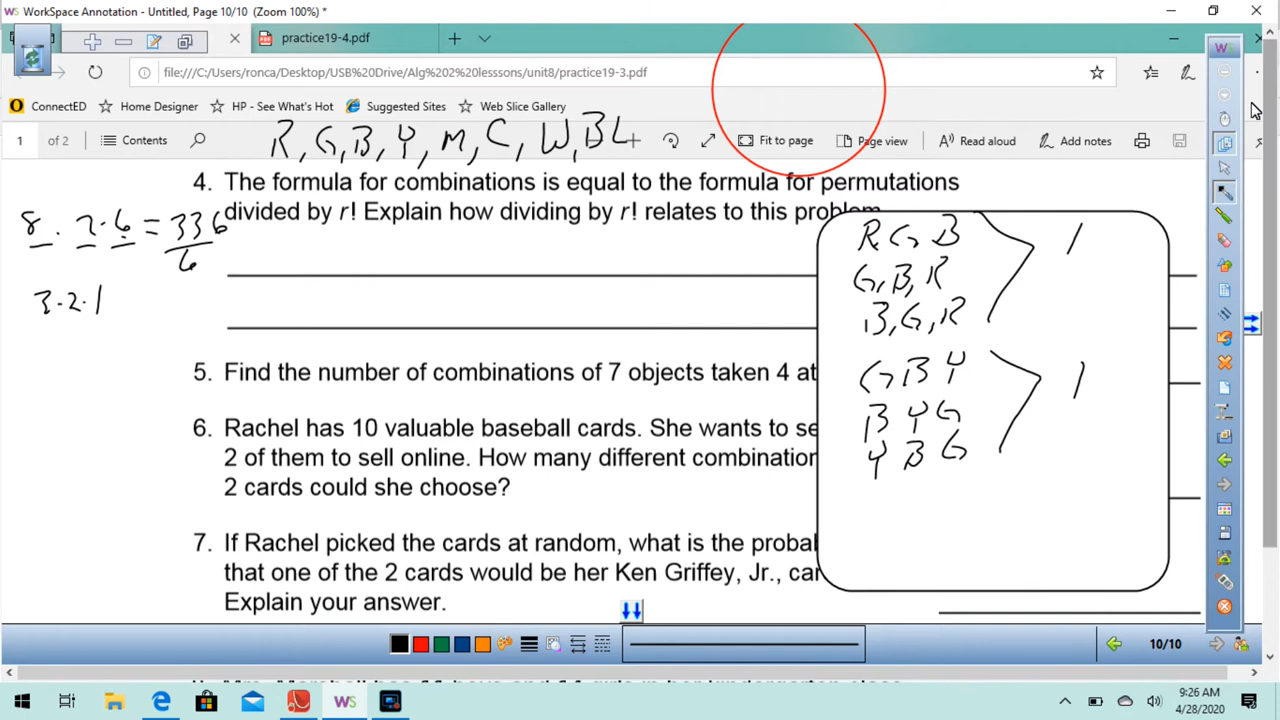 WorkSpace Annotation - Untitled, Page 10/10 (Zoom 100%) *
practice19-4.pdf
file:///C:/Users/ronca/Desktop/USB%20Drive/Alg%202%20lesssons/unit8/practice19-3.pdf
ConnectED Home Designer HP - See What's Hot Suggested Sites Web Slice Gallery
1 of 2 Contents Fit to page Page view Read aloud Add notes
R, G, B, Y, M, C, W, BL
4. The formula for combinations is equal to the formula for permutations
divided by r! Explain how dividing by r! relates to this problem.
8 · 7 · 6 = 336
6
3 · 2 · 1
R G B 1
G, B, R
B, G, R
G B Y 1
B Y G
Y B G
5. Find the number of combinations of 7 objects taken 4 at
6. Rachel has 10 valuable baseball cards. She wants to se
2 of them to sell online. How many different combination
2 cards could she choose?
7. If Rachel picked the cards at random, what is the proba
that one of the 2 cards would be her Ken Griffey, Jr., car
Explain your answer.
10/10
9:26 AM
4/28/2020